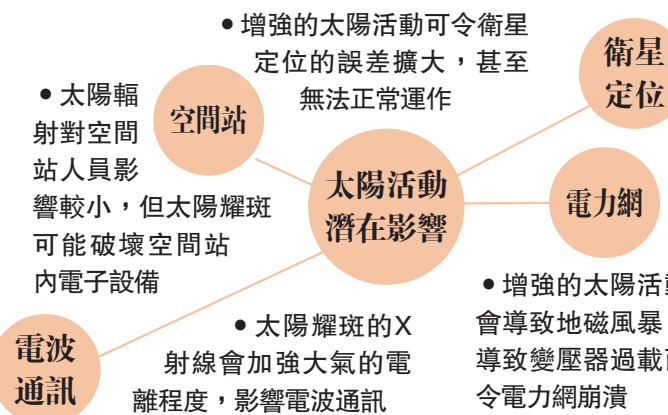 ●增強的太陽活動可令衛星
定位的誤差擴大，甚至
無法正常運作
衛星
定位
●太陽輻
射對空間
站人員影
響較小，但太陽耀斑
可能破壞空間站
內電子設備
空間站
太陽活動
潛在影響
電力網
●增強的太陽活動
會導致地磁風暴
導致變壓器過載
令電力網崩潰
電波
通訊
●太陽耀斑的X
射線會加強大氣的電
離程度，影響電波通訊